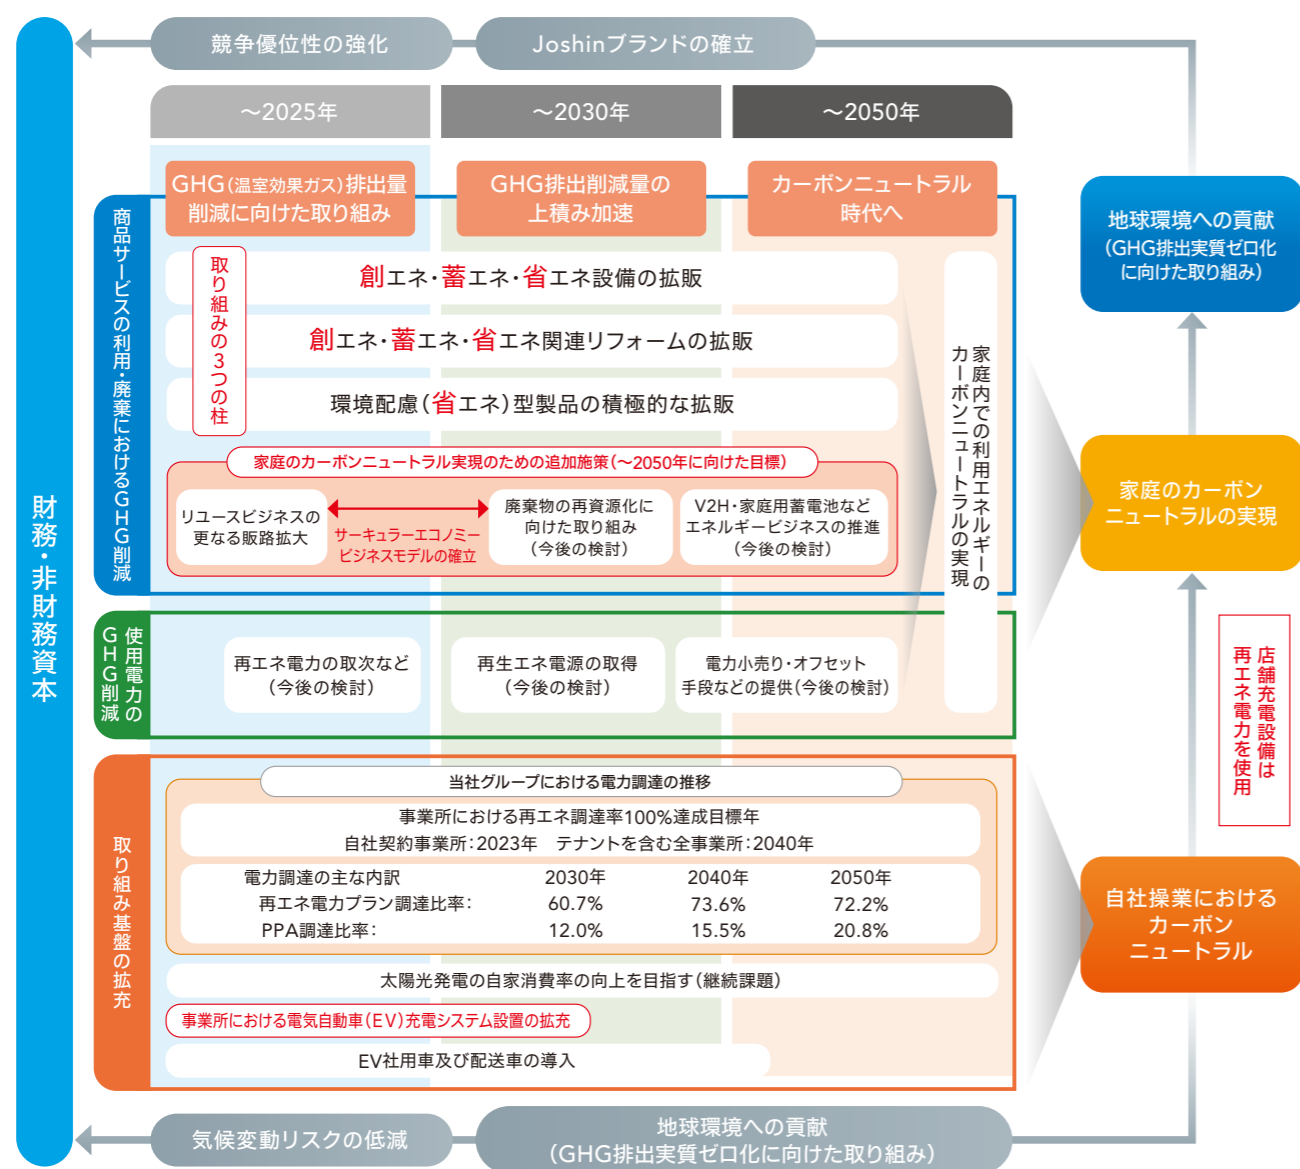 競争優位性の強化
Joshinブランドの確立
～2025年
～2030年
～2050年
GHG（温室効果ガス）排出量
削減に向けた取り組み
GHG排出削減量の
上積み加速
カーボンニュートラル
時代へ
財務・非財務資本
商品サービスの利用・廃棄におけるGHG削減
取り組みの3つの柱
創エネ・蓄エネ・省エネ設備の拡販
創エネ・蓄エネ・省エネ関連リフォームの拡販
環境配慮（省エネ）型製品の積極的な拡販
家庭のカーボンニュートラル実現のための追加施策（～2050年に向けた目標）
リユースビジネスの
更なる販路拡大
サーキュラーエコノミー
ビジネスモデルの確立
廃棄物の再資源化に
向けた取り組み
（今後の検討）
V2H・家庭用蓄電池など
エネルギービジネスの推進
（今後の検討）
家庭内での利用エネルギーの
カーボンニュートラルの実現
使用電力の
GHG削減
再エネ電力の取次など
（今後の検討）
再生エネ電源の取得
（今後の検討）
電力小売り・オフセット
手段などの提供（今後の検討）
取り組み基盤の拡充
当社グループにおける電力調達の推移
事業所における再エネ調達率100%達成目標年
自社契約事業所：2023年　テナントを含む全事業所：2040年
電力調達の主な内訳 2030年 2040年 2050年
再エネ電力プラン調達比率： 60.7% 73.6% 72.2%
PPA調達比率： 12.0% 15.5% 20.8%
太陽光発電の自家消費率の向上を目指す（継続課題）
事業所における電気自動車（EV）充電システム設置の拡充
EV社用車及び配送車の導入
地球環境への貢献
（GHG排出実質ゼロ化
に向けた取り組み）
家庭のカーボン
ニュートラルの実現
店舗充電設備は
再エネ電力を使用
自社操業における
カーボン
ニュートラル
気候変動リスクの低減
地球環境への貢献
（GHG排出実質ゼロ化に向けた取り組み）